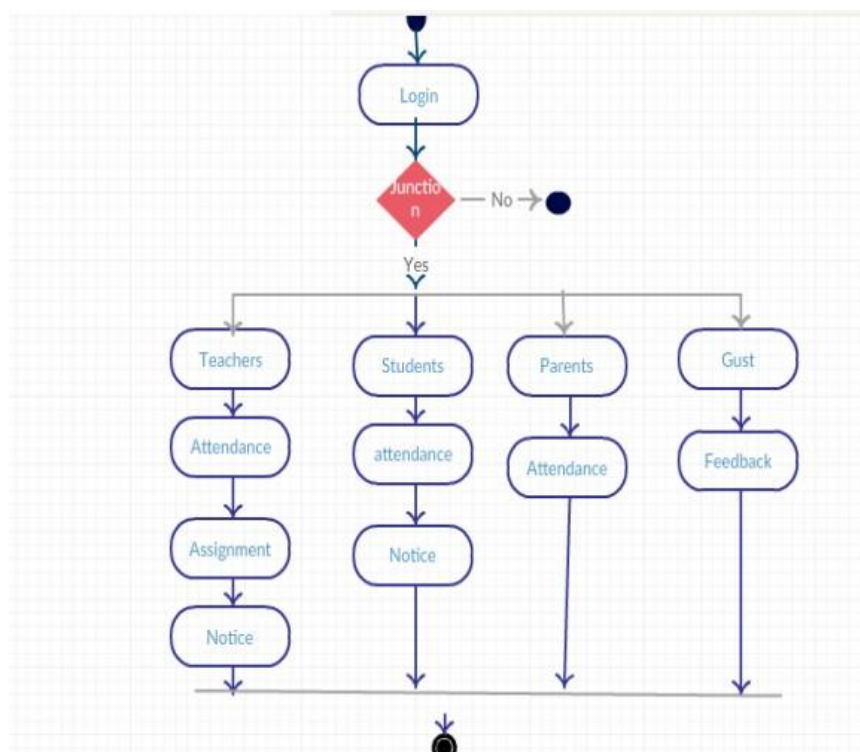 Login
Junctio
n
No
Yes
Teachers
Students
Parents
Gust
Attendance
attendance
Attendance
Feedback
Assignment
Notice
Notice